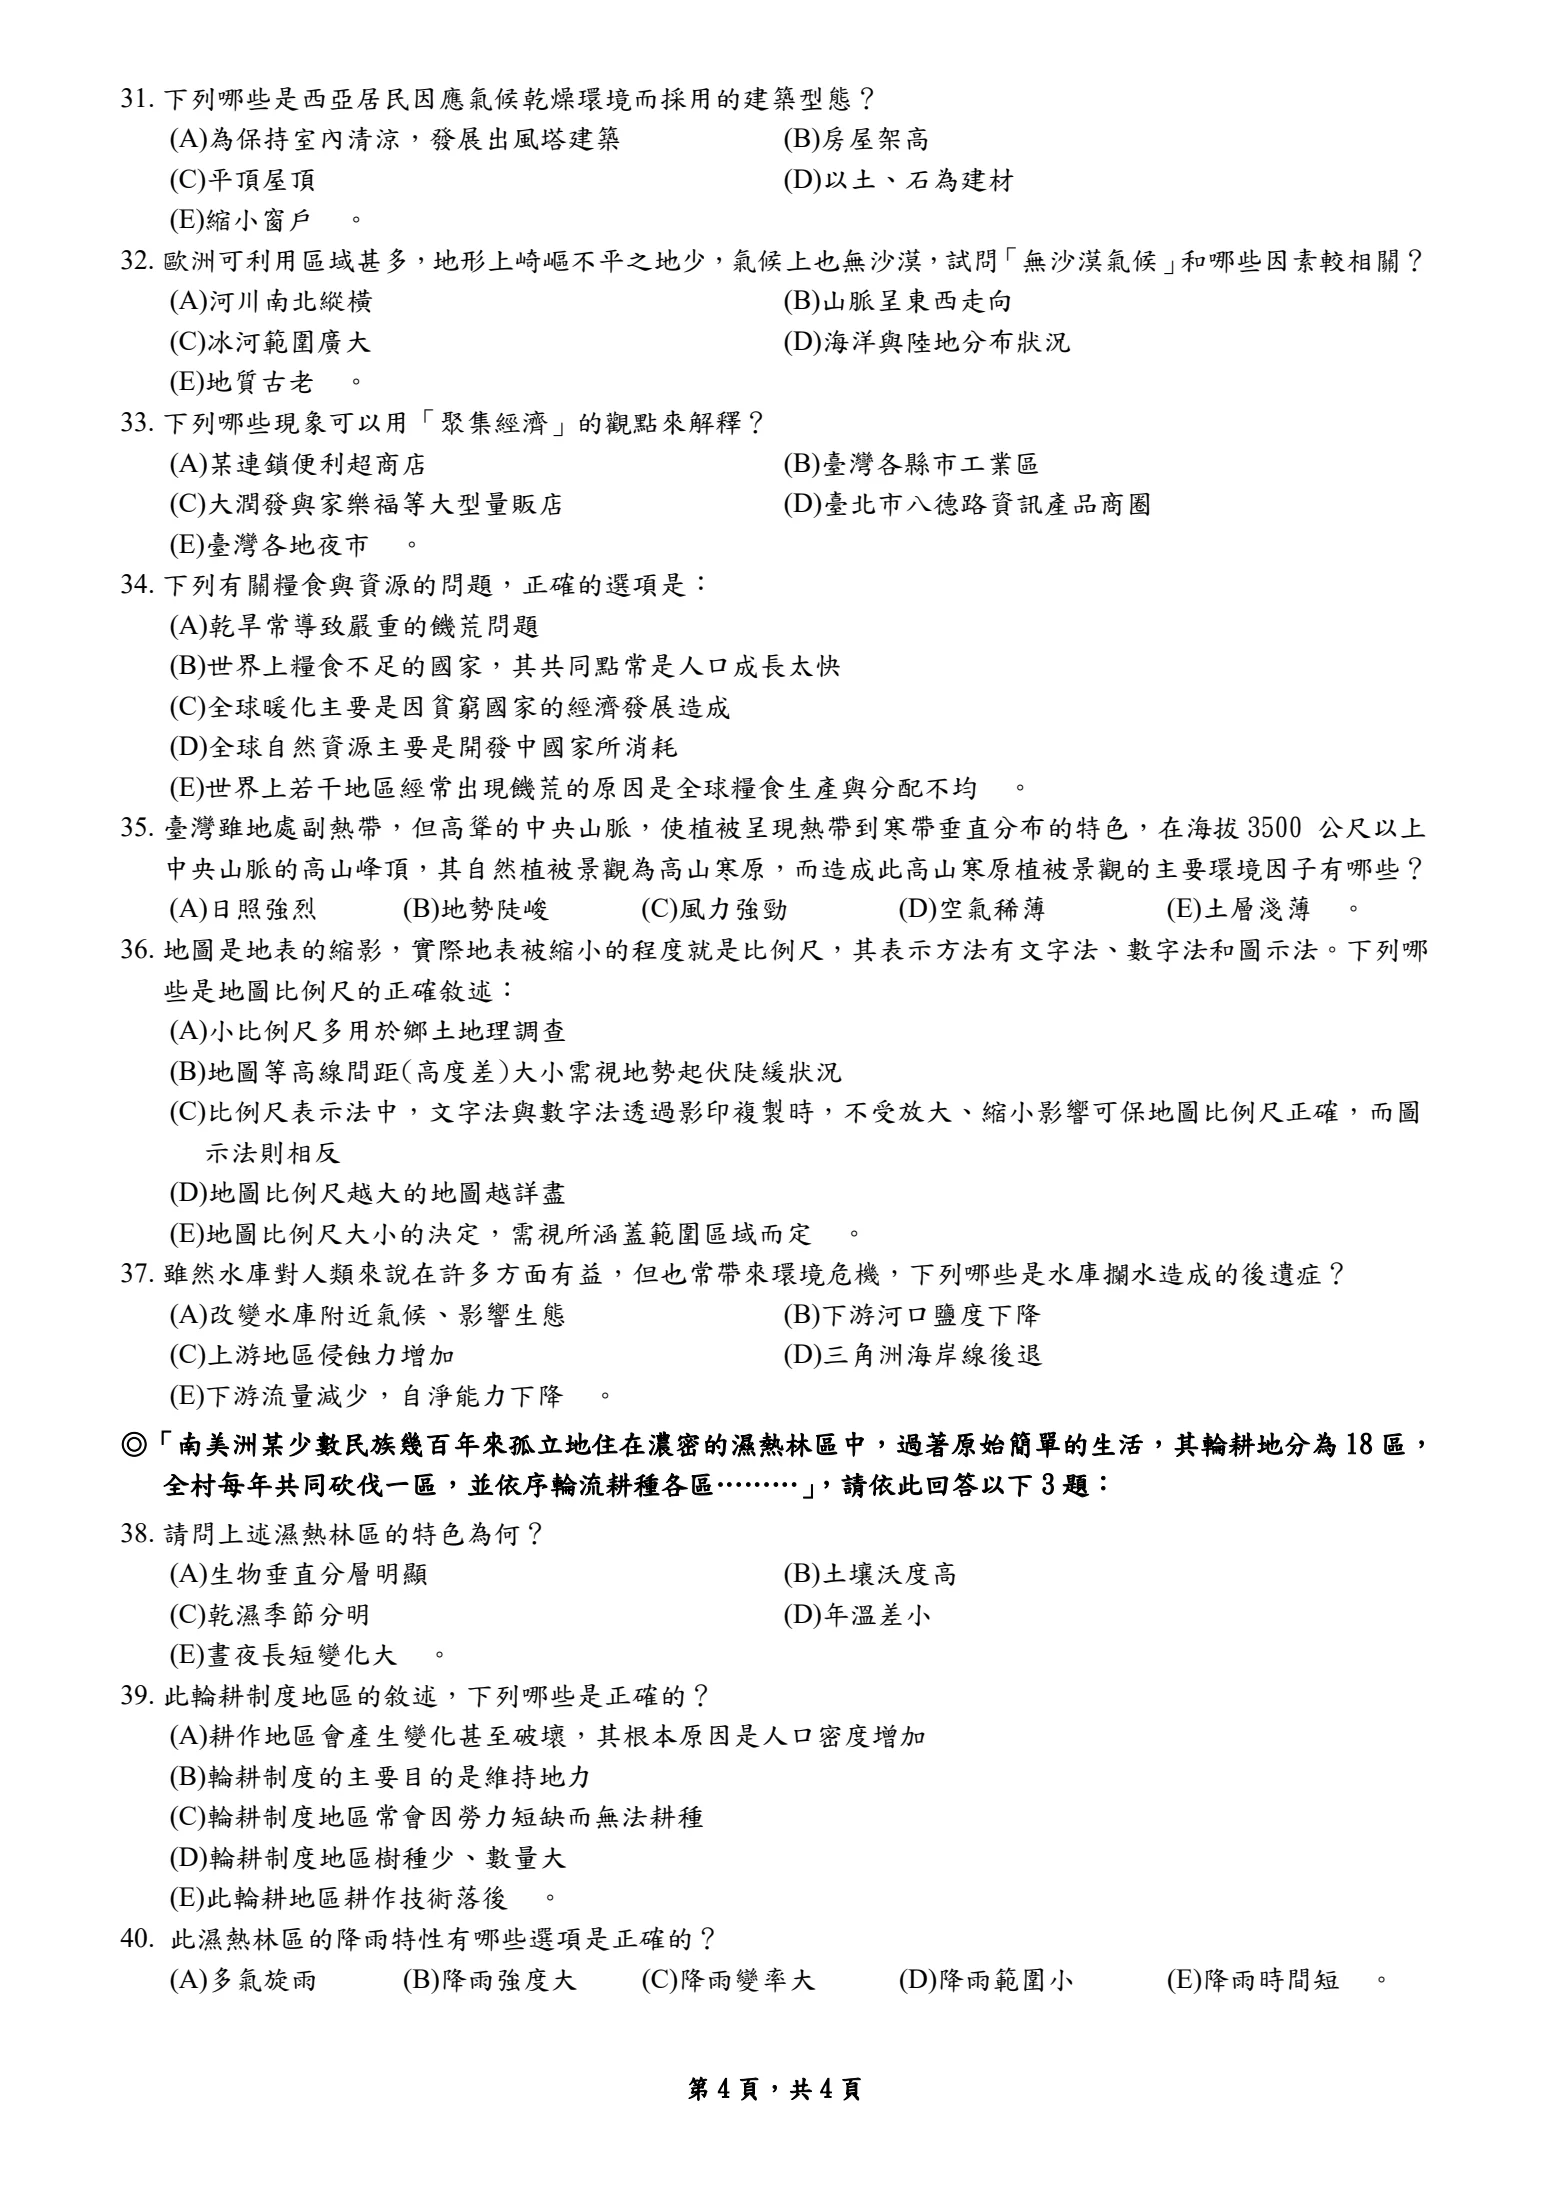 31. 下列哪些是西亞居民因應氣候乾燥環境而採用的建築型態？
(A)為保持室內清涼，發展出風塔建築 (B)房屋架高
(C)平頂屋頂 (D)以土、石為建材
(E)縮小窗戶 。
32. 歐洲可利用區域甚多，地形上崎嶇不平之地少，氣候上也無沙漠，試問「無沙漠氣候」和哪些因素較相關？
(A)河川南北縱橫 (B)山脈呈東西走向
(C)冰河範圍廣大 (D)海洋與陸地分布狀況
(E)地質古老 。
33. 下列哪些現象可以用「聚集經濟」的觀點來解釋？
(A)某連鎖便利超商店 (B)臺灣各縣市工業區
(C)大潤發與家樂福等大型量販店 (D)臺北市八德路資訊產品商圈
(E)臺灣各地夜市 。
34. 下列有關糧食與資源的問題，正確的選項是：
(A)乾旱常導致嚴重的饑荒問題
(B)世界上糧食不足的國家，其共同點常是人口成長太快
(C)全球暖化主要是因貧窮國家的經濟發展造成
(D)全球自然資源主要是開發中國家所消耗
(E)世界上若干地區經常出現饑荒的原因是全球糧食生產與分配不均 。
35. 臺灣雖地處副熱帶，但高聳的中央山脈，使植被呈現熱帶到寒帶垂直分布的特色，在海拔 3500 公尺以上
中央山脈的高山峰頂，其自然植被景觀為高山寒原，而造成此高山寒原植被景觀的主要環境因子有哪些？
(A)日照強烈 (B)地勢陡峻 (C)風力強勁 (D)空氣稀薄 (E)土層淺薄 。
36. 地圖是地表的縮影，實際地表被縮小的程度就是比例尺，其表示方法有文字法、數字法和圖示法。下列哪
些是地圖比例尺的正確敘述：
(A)小比例尺多用於鄉土地理調查
(B)地圖等高線間距(高度差)大小需視地勢起伏陡緩狀況
(C)比例尺表示法中，文字法與數字法透過影印複製時，不受放大、縮小影響可保地圖比例尺正確，而圖
示法則相反
(D)地圖比例尺越大的地圖越詳盡
(E)地圖比例尺大小的決定，需視所涵蓋範圍區域而定 。
37. 雖然水庫對人類來說在許多方面有益，但也常帶來環境危機，下列哪些是水庫攔水造成的後遺症？
(A)改變水庫附近氣候、影響生態 (B)下游河口鹽度下降
(C)上游地區侵蝕力增加 (D)三角洲海岸線後退
(E)下游流量減少，自淨能力下降 。
◎「南美洲某少數民族幾百年來孤立地住在濃密的濕熱林區中，過著原始簡單的生活，其輪耕地分為 18 區，
全村每年共同砍伐一區，並依序輪流耕種各區………」，請依此回答以下 3 題：
38. 請問上述濕熱林區的特色為何？
(A)生物垂直分層明顯 (B)土壤沃度高
(C)乾濕季節分明 (D)年溫差小
(E)晝夜長短變化大 。
39. 此輪耕制度地區的敘述，下列哪些是正確的？
(A)耕作地區會產生變化甚至破壞，其根本原因是人口密度增加
(B)輪耕制度的主要目的是維持地力
(C)輪耕制度地區常會因勞力短缺而無法耕種
(D)輪耕制度地區樹種少、數量大
(E)此輪耕地區耕作技術落後 。
40. 此濕熱林區的降雨特性有哪些選項是正確的？
(A)多氣旋雨 (B)降雨強度大 (C)降雨變率大 (D)降雨範圍小 (E)降雨時間短 。
第 4 頁，共 4 頁